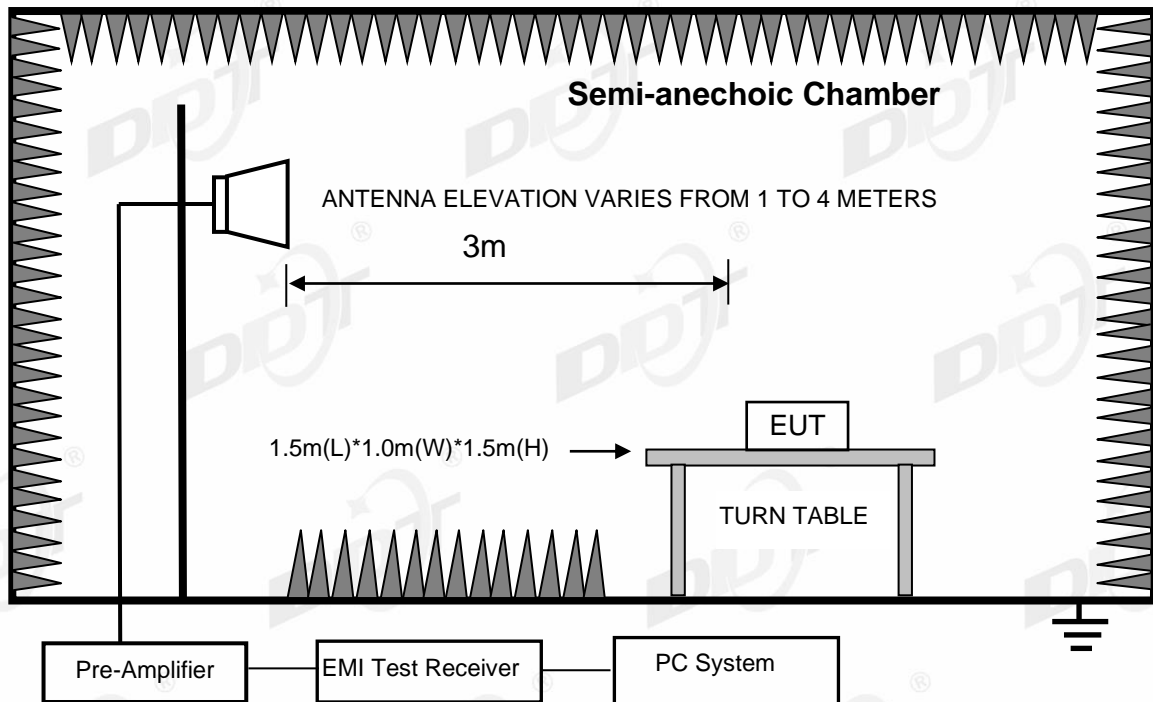 Semi-anechoic Chamber
ANTENNA ELEVATION VARIES FROM 1 TO 4 METERS
3m
EUT
1.5m(L)*1.0m(W)*1.5m(H)
TURN TABLE
Pre-Amplifier
EMI Test Receiver
PC System
DDT
®